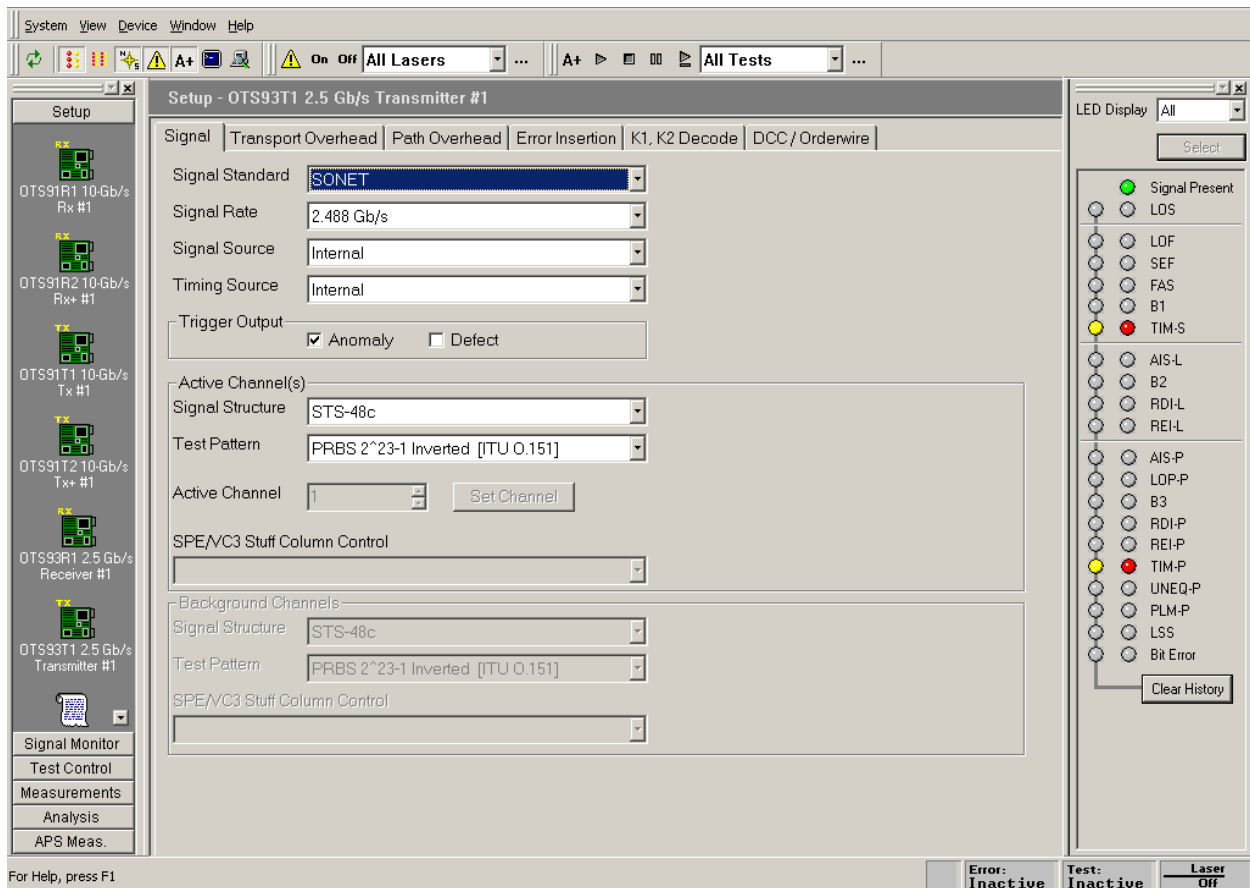 System View Device Window Help
A+ On Off All Lasers ... A+ All Tests ...
Setup
RX
OTS91R1 10-Gb/s
Rx #1
RX
OTS91R2 10-Gb/s
Rx+ #1
TX
OTS91T1 10-Gb/s
Tx #1
TX
OTS91T2 10-Gb/s
Tx+ #1
RX
OTS93R1 2.5 Gb/s
Receiver #1
TX
OTS93T1 2.5 Gb/s
Transmitter #1
Signal Monitor
Test Control
Measurements
Analysis
APS Meas.
Setup - OTS93T1 2.5 Gb/s Transmitter #1
Signal Transport Overhead Path Overhead Error Insertion K1, K2 Decode DCC / Orderwire
Signal Standard SONET
Signal Rate 2.488 Gb/s
Signal Source Internal
Timing Source Internal
Trigger Output
Anomaly Defect
Active Channel(s)
Signal Structure STS-48c
Test Pattern PRBS 2^23-1 Inverted [ITU O.151]
Active Channel 1 Set Channel
SPE/VC3 Stuff Column Control
Background Channels
Signal Structure STS-48c
Test Pattern PRBS 2^23-1 Inverted [ITU O.151]
SPE/VC3 Stuff Column Control
LED Display All
Select
Signal Present
LOS
LOF
SEF
FAS
B1
TIM-S
AIS-L
B2
RDI-L
REI-L
AIS-P
LOP-P
B3
RDI-P
REI-P
TIM-P
UNEQ-P
PLM-P
LSS
Bit Error
Clear History
For Help, press F1
Error: Inactive
Test: Inactive
Laser Off